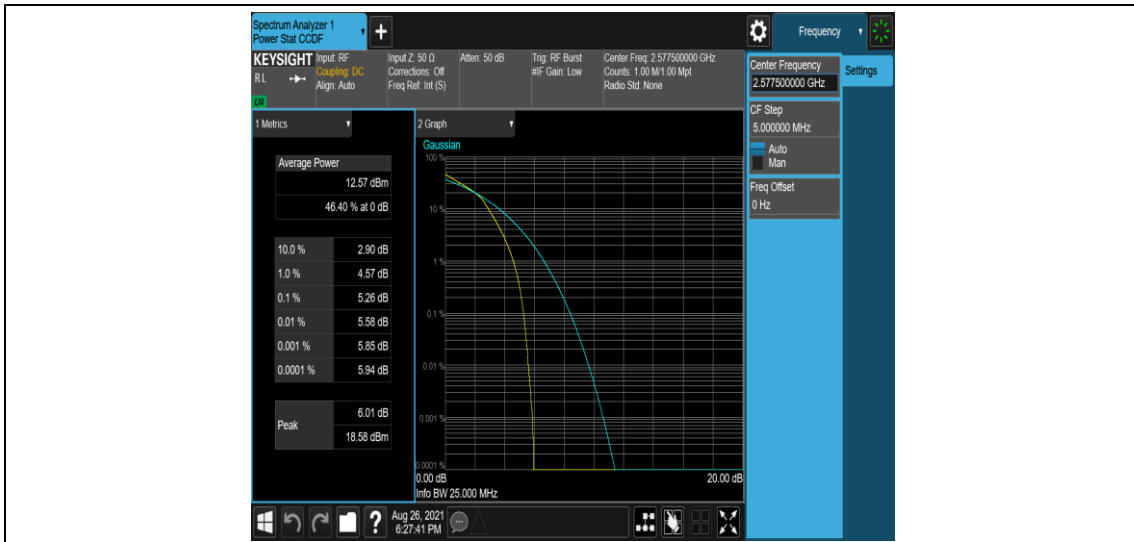 Spectrum Analyzer 1
Power Stat CCDF
Frequency
KEYSIGHT
RL
LXI
Input: RF
Coupling: DC
Align: Auto
Input Z: 50 Ω
Corrections: Off
Freq Ref: Int (S)
Atten: 50 dB
Trig: RF Burst
#IF Gain: Low
Center Freq: 2.577500000 GHz
Counts: 1.00 M/1.00 Mpt
Radio Std: None
Center Frequency
2.577500000 GHz
Settings
CF Step
5.000000 MHz
Auto
Man
Freq Offset
0 Hz
1 Metrics
Average Power
12.57 dBm
46.40 % at 0 dB
10.0 % 2.90 dB
1.0 % 4.57 dB
0.1 % 5.26 dB
0.01 % 5.58 dB
0.001 % 5.85 dB
0.0001 % 5.94 dB
Peak
6.01 dB
18.58 dBm
2 Graph
Gaussian
100 %
10 %
1 %
0.1 %
0.01 %
0.001 %
0.0001 %
0.00 dB 20.00 dB
Info BW 25.000 MHz
?
Aug 26, 2021
6:27:41 PM